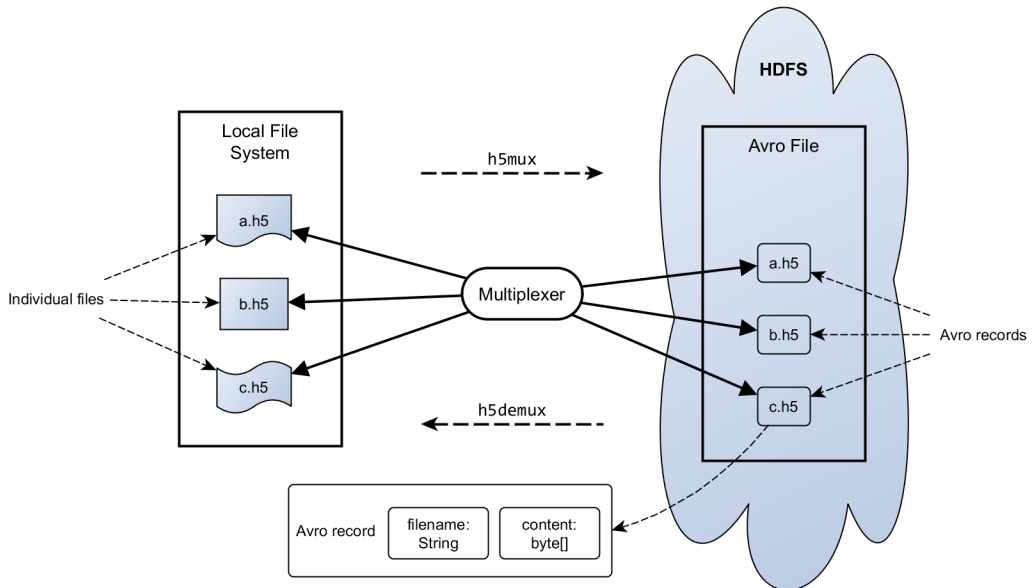 HDFS
Local File
System
Avro File
h5mux
a.h5
a.h5
Individual files
b.h5
Multiplexer
b.h5
Avro records
c.h5
c.h5
h5demux
Avro record
filename:
String
content:
byte[]